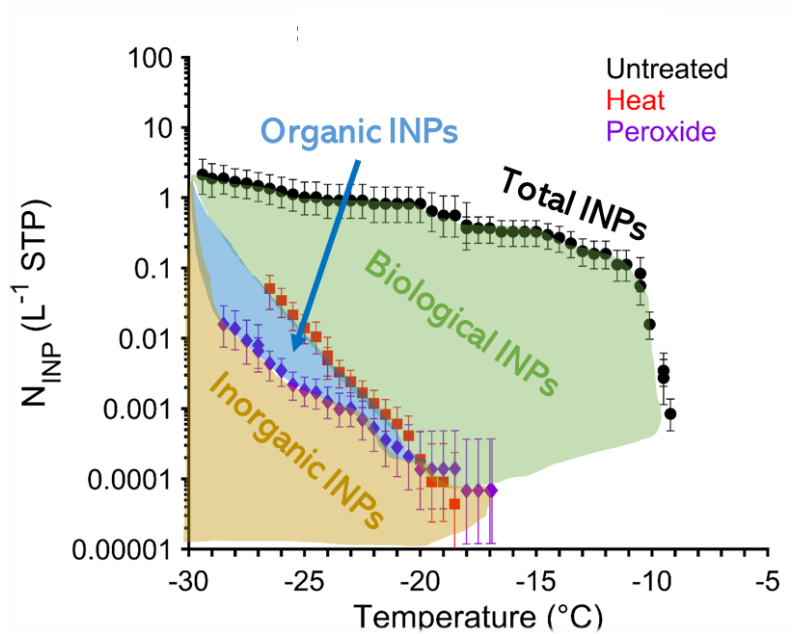 100
10
1
0.1
0.01
0.001
0.0001
0.00001
N_INP (L⁻¹ STP)
Untreated
Heat
Peroxide
Organic INPs
Total INPs
Biological INPs
Inorganic INPs
-30 -25 -20 -15 -10 -5
Temperature (°C)